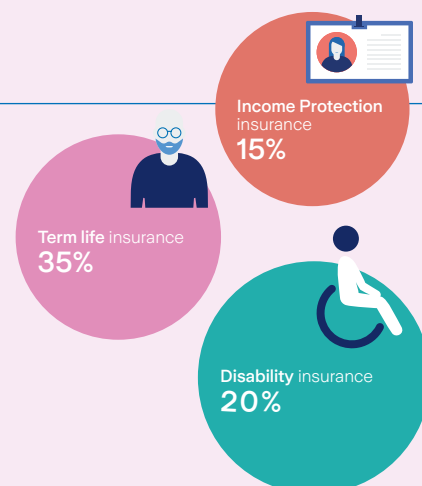 Income Protection
insurance
15%
Term life insurance
35%
Disability insurance
20%